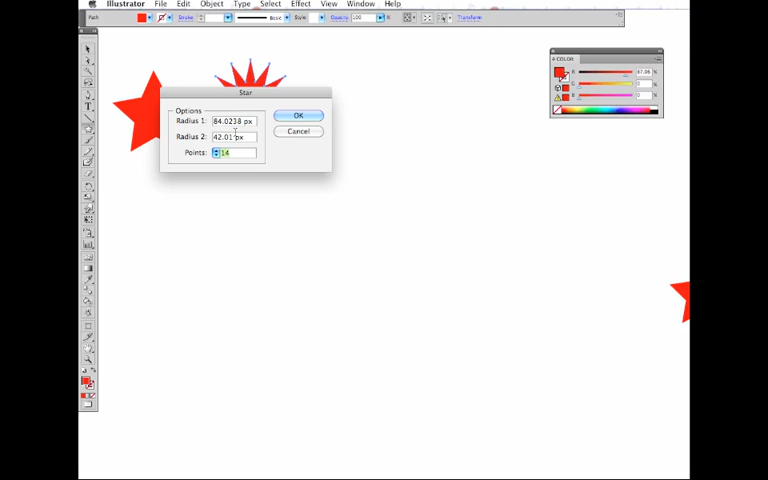 Illustrator File Edit Object Type Select Effect View Window Help
Path Stroke: Basic Style: Opacity: 100 Transform
COLOR
R 87.06 %
G 0 %
B 0 %
Star
Options
Radius 1: 84.0238 px
Radius 2: 42.01 px
Points: 14
OK
Cancel